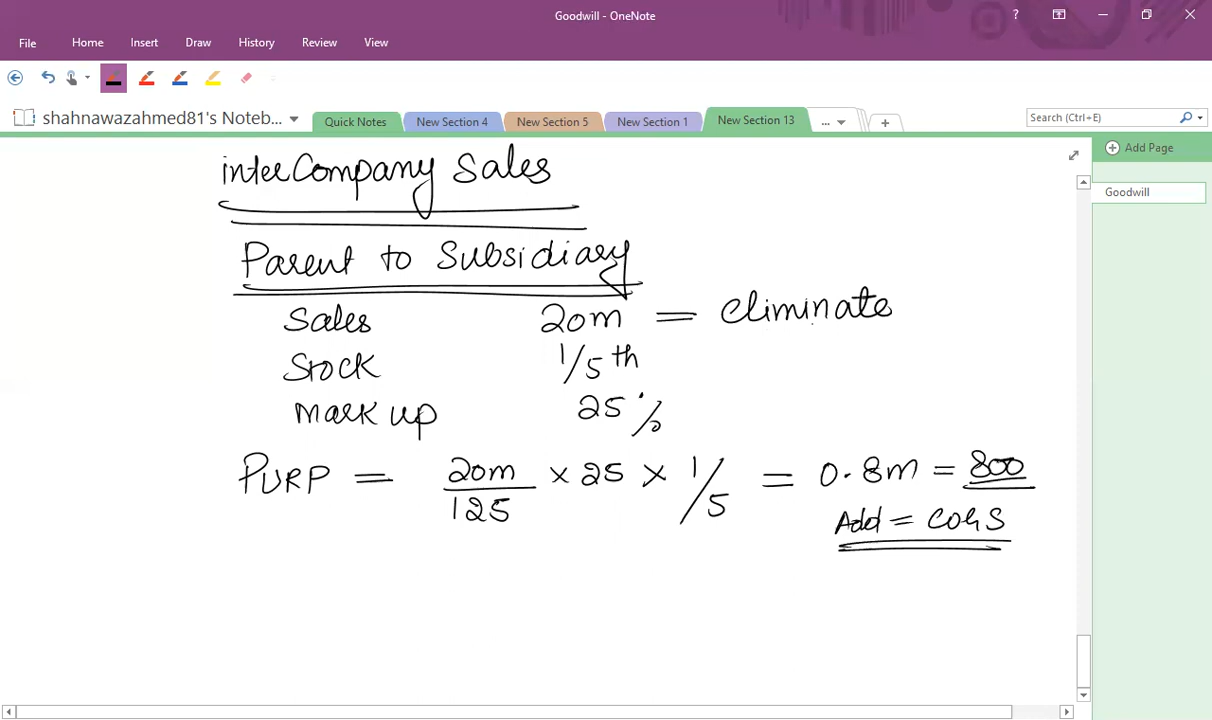 Goodwill - OneNote
?
File Home Insert Draw History Review View
shahnawazahmed81's Noteb... Quick Notes New Section 4 New Section 5 New Section 1 New Section 13 ... Search (Ctrl+E)
Add Page
Goodwill
interCompany Sales
Parent to Subsidiary
Sales 20m = eliminate
Stock 1/5th
Mark up 25%
PURP = 20m/125 × 25 × 1/5 = 0.8m = 800
Add = COGS